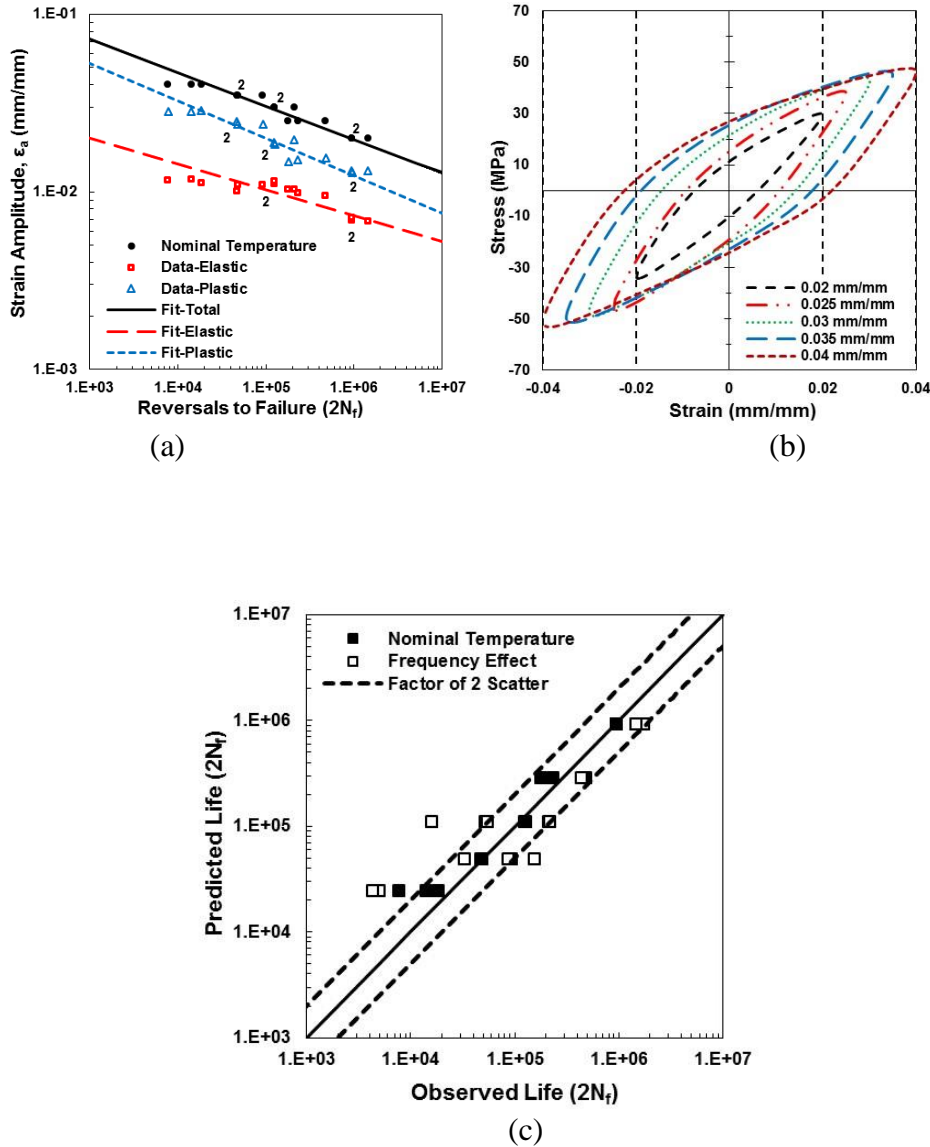 1.E-01
1.E-02
1.E-03
Strain Amplitude, εa (mm/mm)
2
2
2
2
2
2
2
Nominal Temperature
Data-Elastic
Data-Plastic
Fit-Total
Fit-Elastic
Fit-Plastic
1.E+03 1.E+04 1.E+05 1.E+06 1.E+07
Reversals to Failure (2Nf)
(a)
70
50
30
10
-10
-30
-50
-70
Stress (MPa)
0.02 mm/mm
0.025 mm/mm
0.03 mm/mm
0.035 mm/mm
0.04 mm/mm
-0.04 -0.02 0 0.02 0.04
Strain (mm/mm)
(b)
1.E+07
1.E+06
1.E+05
1.E+04
1.E+03
Predicted Life (2Nf)
Nominal Temperature
Frequency Effect
Factor of 2 Scatter
1.E+03 1.E+04 1.E+05 1.E+06 1.E+07
Observed Life (2Nf)
(c)